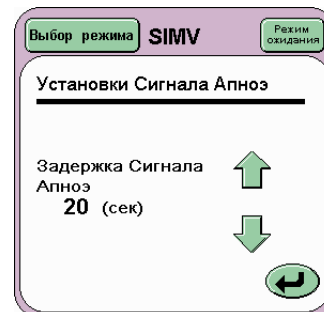 Выбор режима SIMV Режим ожидания
Установки Сигнала Апноэ
Задержка Сигнала
Апноэ
20 (сек)